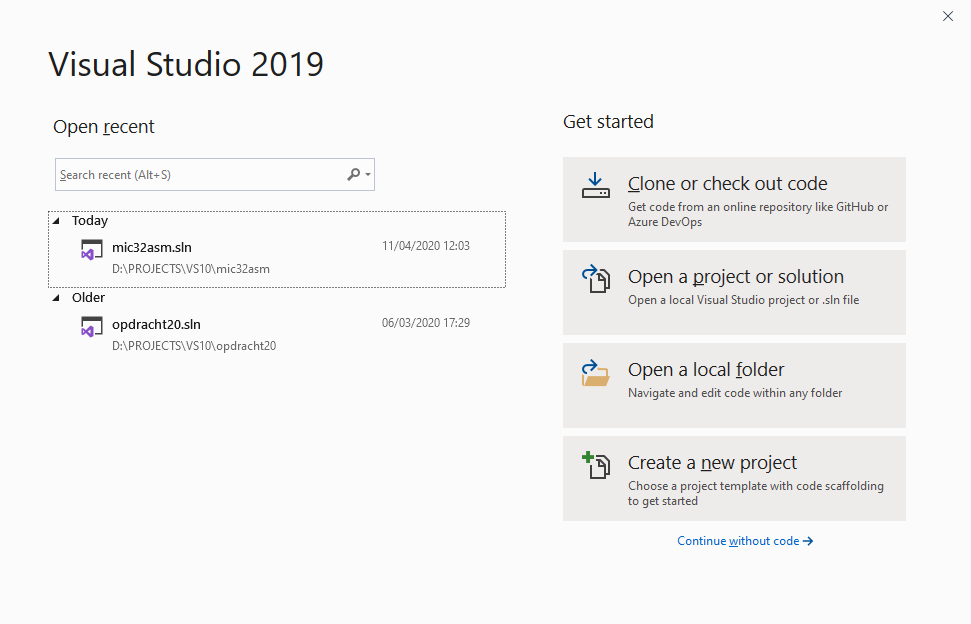 Visual Studio 2019
Open recent
Search recent (Alt+S)
Today
mic32asm.sln 11/04/2020 12:03
D:\PROJECTS\VS10\mic32asm
Older
opdracht20.sln 06/03/2020 17:29
D:\PROJECTS\VS10\opdracht20
Get started
Clone or check out code
Get code from an online repository like GitHub or
Azure DevOps
Open a project or solution
Open a local Visual Studio project or .sln file
Open a local folder
Navigate and edit code within any folder
Create a new project
Choose a project template with code scaffolding
to get started
Continue without code